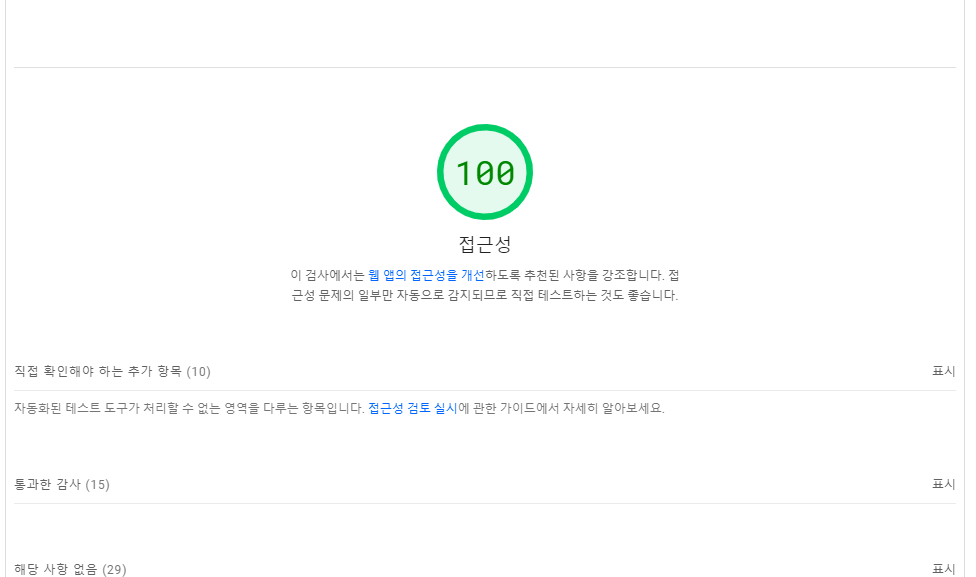 100
접근성
이 검사에서는 웹 앱의 접근성을 개선하도록 추천된 사항을 강조합니다. 접
근성 문제의 일부만 자동으로 감지되므로 직접 테스트하는 것도 좋습니다.
직접 확인해야 하는 추가 항목 (10) 표시
자동화된 테스트 도구가 처리할 수 없는 영역을 다루는 항목입니다. 접근성 검토 실시에 관한 가이드에서 자세히 알아보세요.
통과한 감사 (15) 표시
해당 사항 없음 (29) 표시